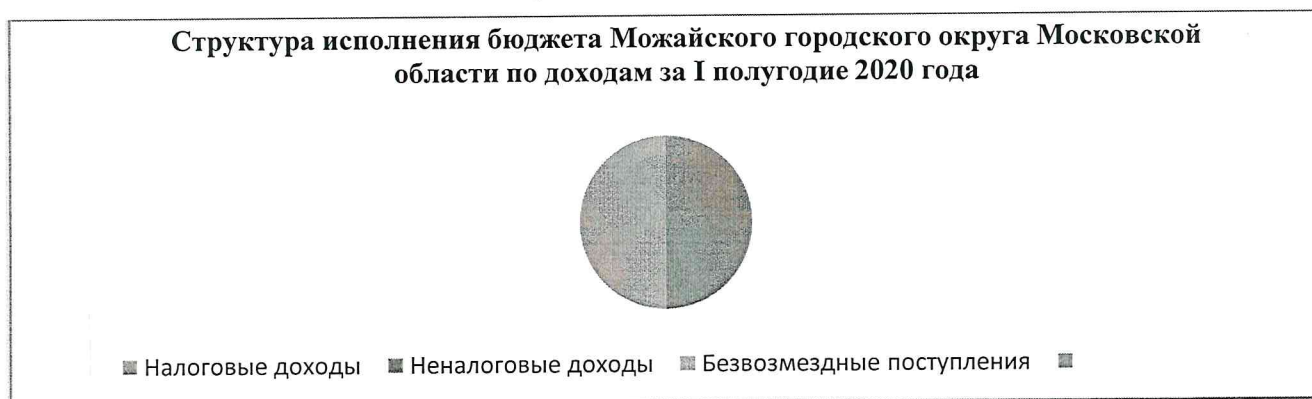 Структура исполнения бюджета Можайского городского округа Московской
области по доходам за I полугодие 2020 года
Налоговые доходы Неналоговые доходы Безвозмездные поступления